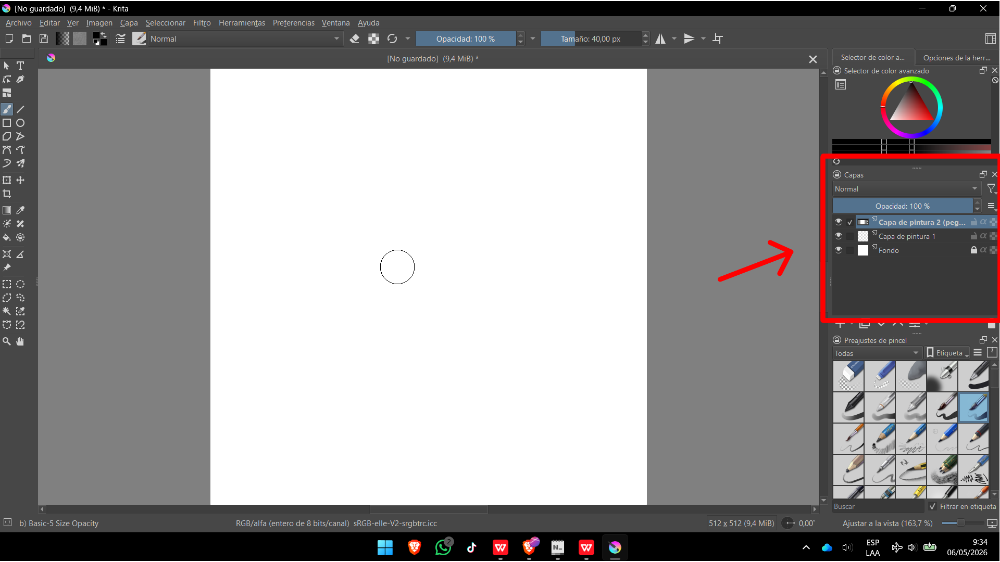 [No guardado]  (9,4 MiB) * - Krita
Archivo Editar Ver Imagen Capa Seleccionar Filtro Herramientas Preferencias Ventana Ayuda
Normal Opacidad: 100 % Tamaño: 40,00 px
[No guardado]  (9,4 MiB) *
Selector de color a... Opciones de la herr...
Selector de color avanzado
Capas
Normal
Opacidad: 100 %
Capa de pintura 2 (peg...
Capa de pintura 1
Fondo
Preajustes de pincel
Todas Etiqueta
Buscar Filtrar en etiqueta
b) Basic-5 Size Opacity RGB/alfa (entero de 8 bits/canal)  sRGB-elle-V2-srgbtrc.icc 512 x 512 (9,4 MiB) 0,00° Ajustar a la vista (163,7 %)
2
ESP
LAA
9:34
06/05/2026